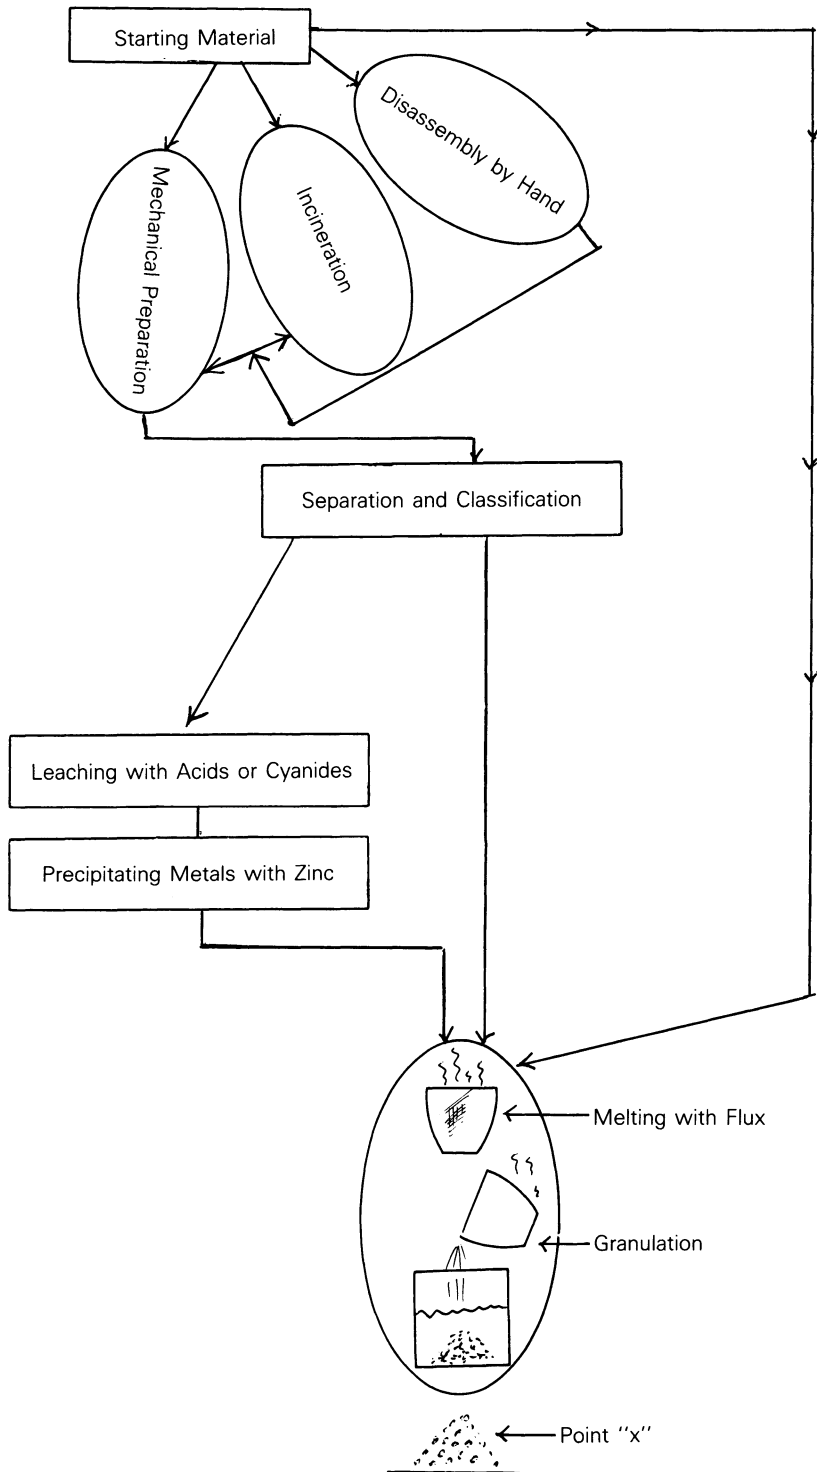 Starting Material
Disassembly by Hand
Incineration
Mechanical Preparation
Separation and Classification
Leaching with Acids or Cyanides
Precipitating Metals with Zinc
Melting with Flux
Granulation
Point "x"